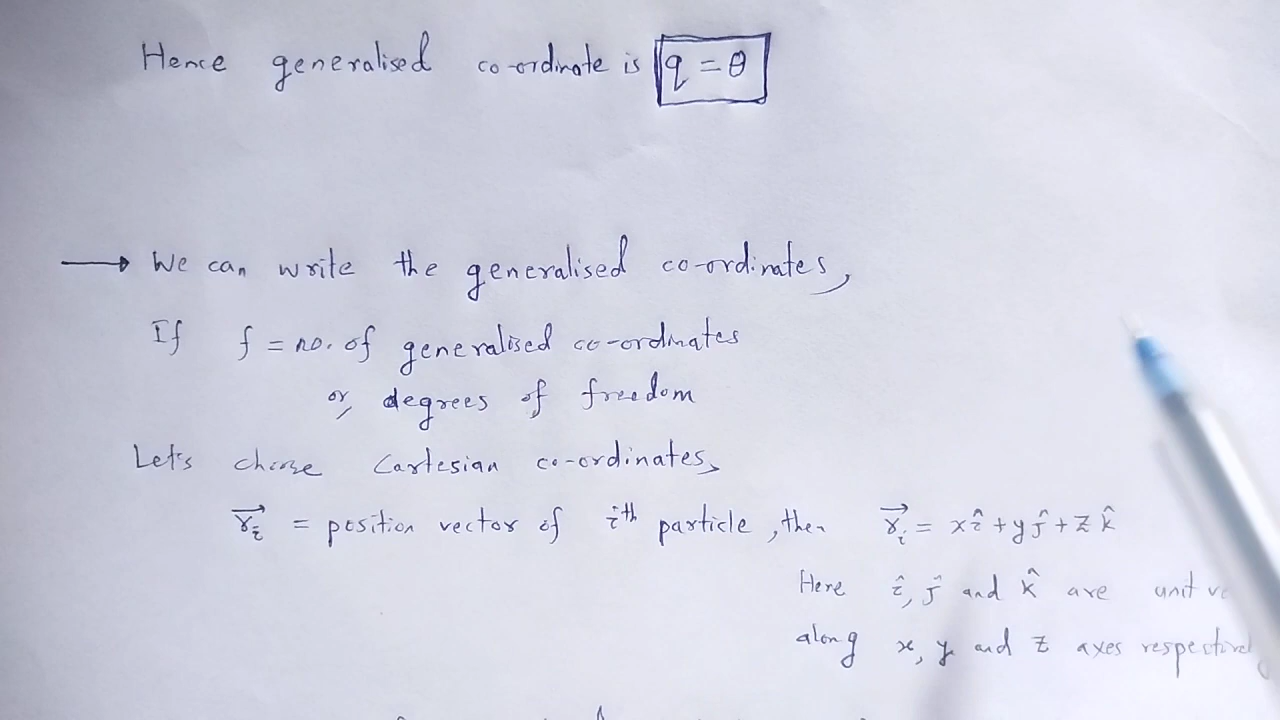 Hence generalised co-ordinate is q = θ
→ We can write the generalised co-ordinates,
If f = no. of generalised co-ordinates
or, degrees of freedom
Let's choose Cartesian co-ordinates,
r⃗ᵢ = position vector of ith particle, then r⃗ᵢ = xî + yĵ + zk̂
Here î, ĵ and k̂ are unit
along x, y and z axes respectively